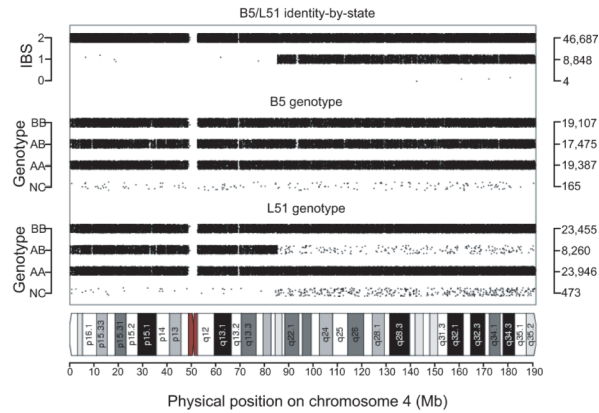 B5/L51 identity-by-state
IBS
2
1
0
46,687
8,848
4
B5 genotype
Genotype
BB
AB
AA
NC
19,107
17,475
19,387
165
L51 genotype
Genotype
BB
AB
AA
NC
23,455
8,260
23,946
473
p16.1 p15.33 p15.31 p15.2 p15.1 p14 p13 q12 q13.1 q13.2 q13.3 q22.1 q24 q25 q26 q28.1 q28.3 q31.3 q32.1 q32.3 q34.1 q34.3 q35.1 q35.2
0 10 20 30 40 50 60 70 80 90 100 110 120 130 140 150 160 170 180 190
Physical position on chromosome 4 (Mb)